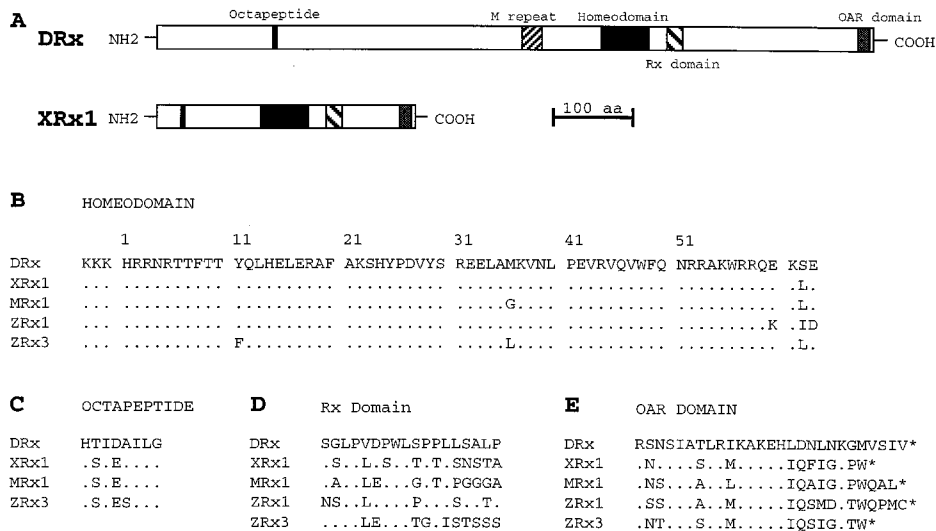 A
Octapeptide M repeat Homeodomain OAR domain
DRx NH2 COOH
Rx domain
XRx1 NH2 COOH 100 aa
B HOMEODOMAIN
1 11 21 31 41 51
DRx KKK HRRNRTTFTT YQLHELERAF AKSHYPDVYS REELAMKVNL PEVRVQVWFQ NRRAKWRRQE KSE
XRx1 ... .......... .......... .......... .......... .......... .......... .L.
MRx1 ... .......... .......... .......... .....G.... .......... .......... .L.
ZRx1 ... .......... .......... .......... .......... .......... .........K .ID
ZRx3 ... .......... F......... .......... .....L.... .......... .......... .L.
C OCTAPEPTIDE
DRx HTIDAILG
XRx1 .S.E....
MRx1 .S.E....
ZRx3 .S.ES...
D Rx Domain
DRx SGLPVDPWLSPPLLSALP
XRx1 .S..L.S..T.T.SNSTA
MRx1 .A..LE...G.T.PGGGA
ZRx1 NS..L....P...S..T.
ZRx3 ....LE...TG.ISTSSS
E OAR DOMAIN
DRx RSNSIATLRIKAKEHLDNLNKGMVSIV*
XRx1 .N....S..M.....IQFIG.PW*
MRx1 .NS....A..L.....IQAIG.PWQAL*
ZRx1 .SS....A..M.....IQSMD.TWQPMC*
ZRx3 .NT....S..M.....IQSIG.TW*